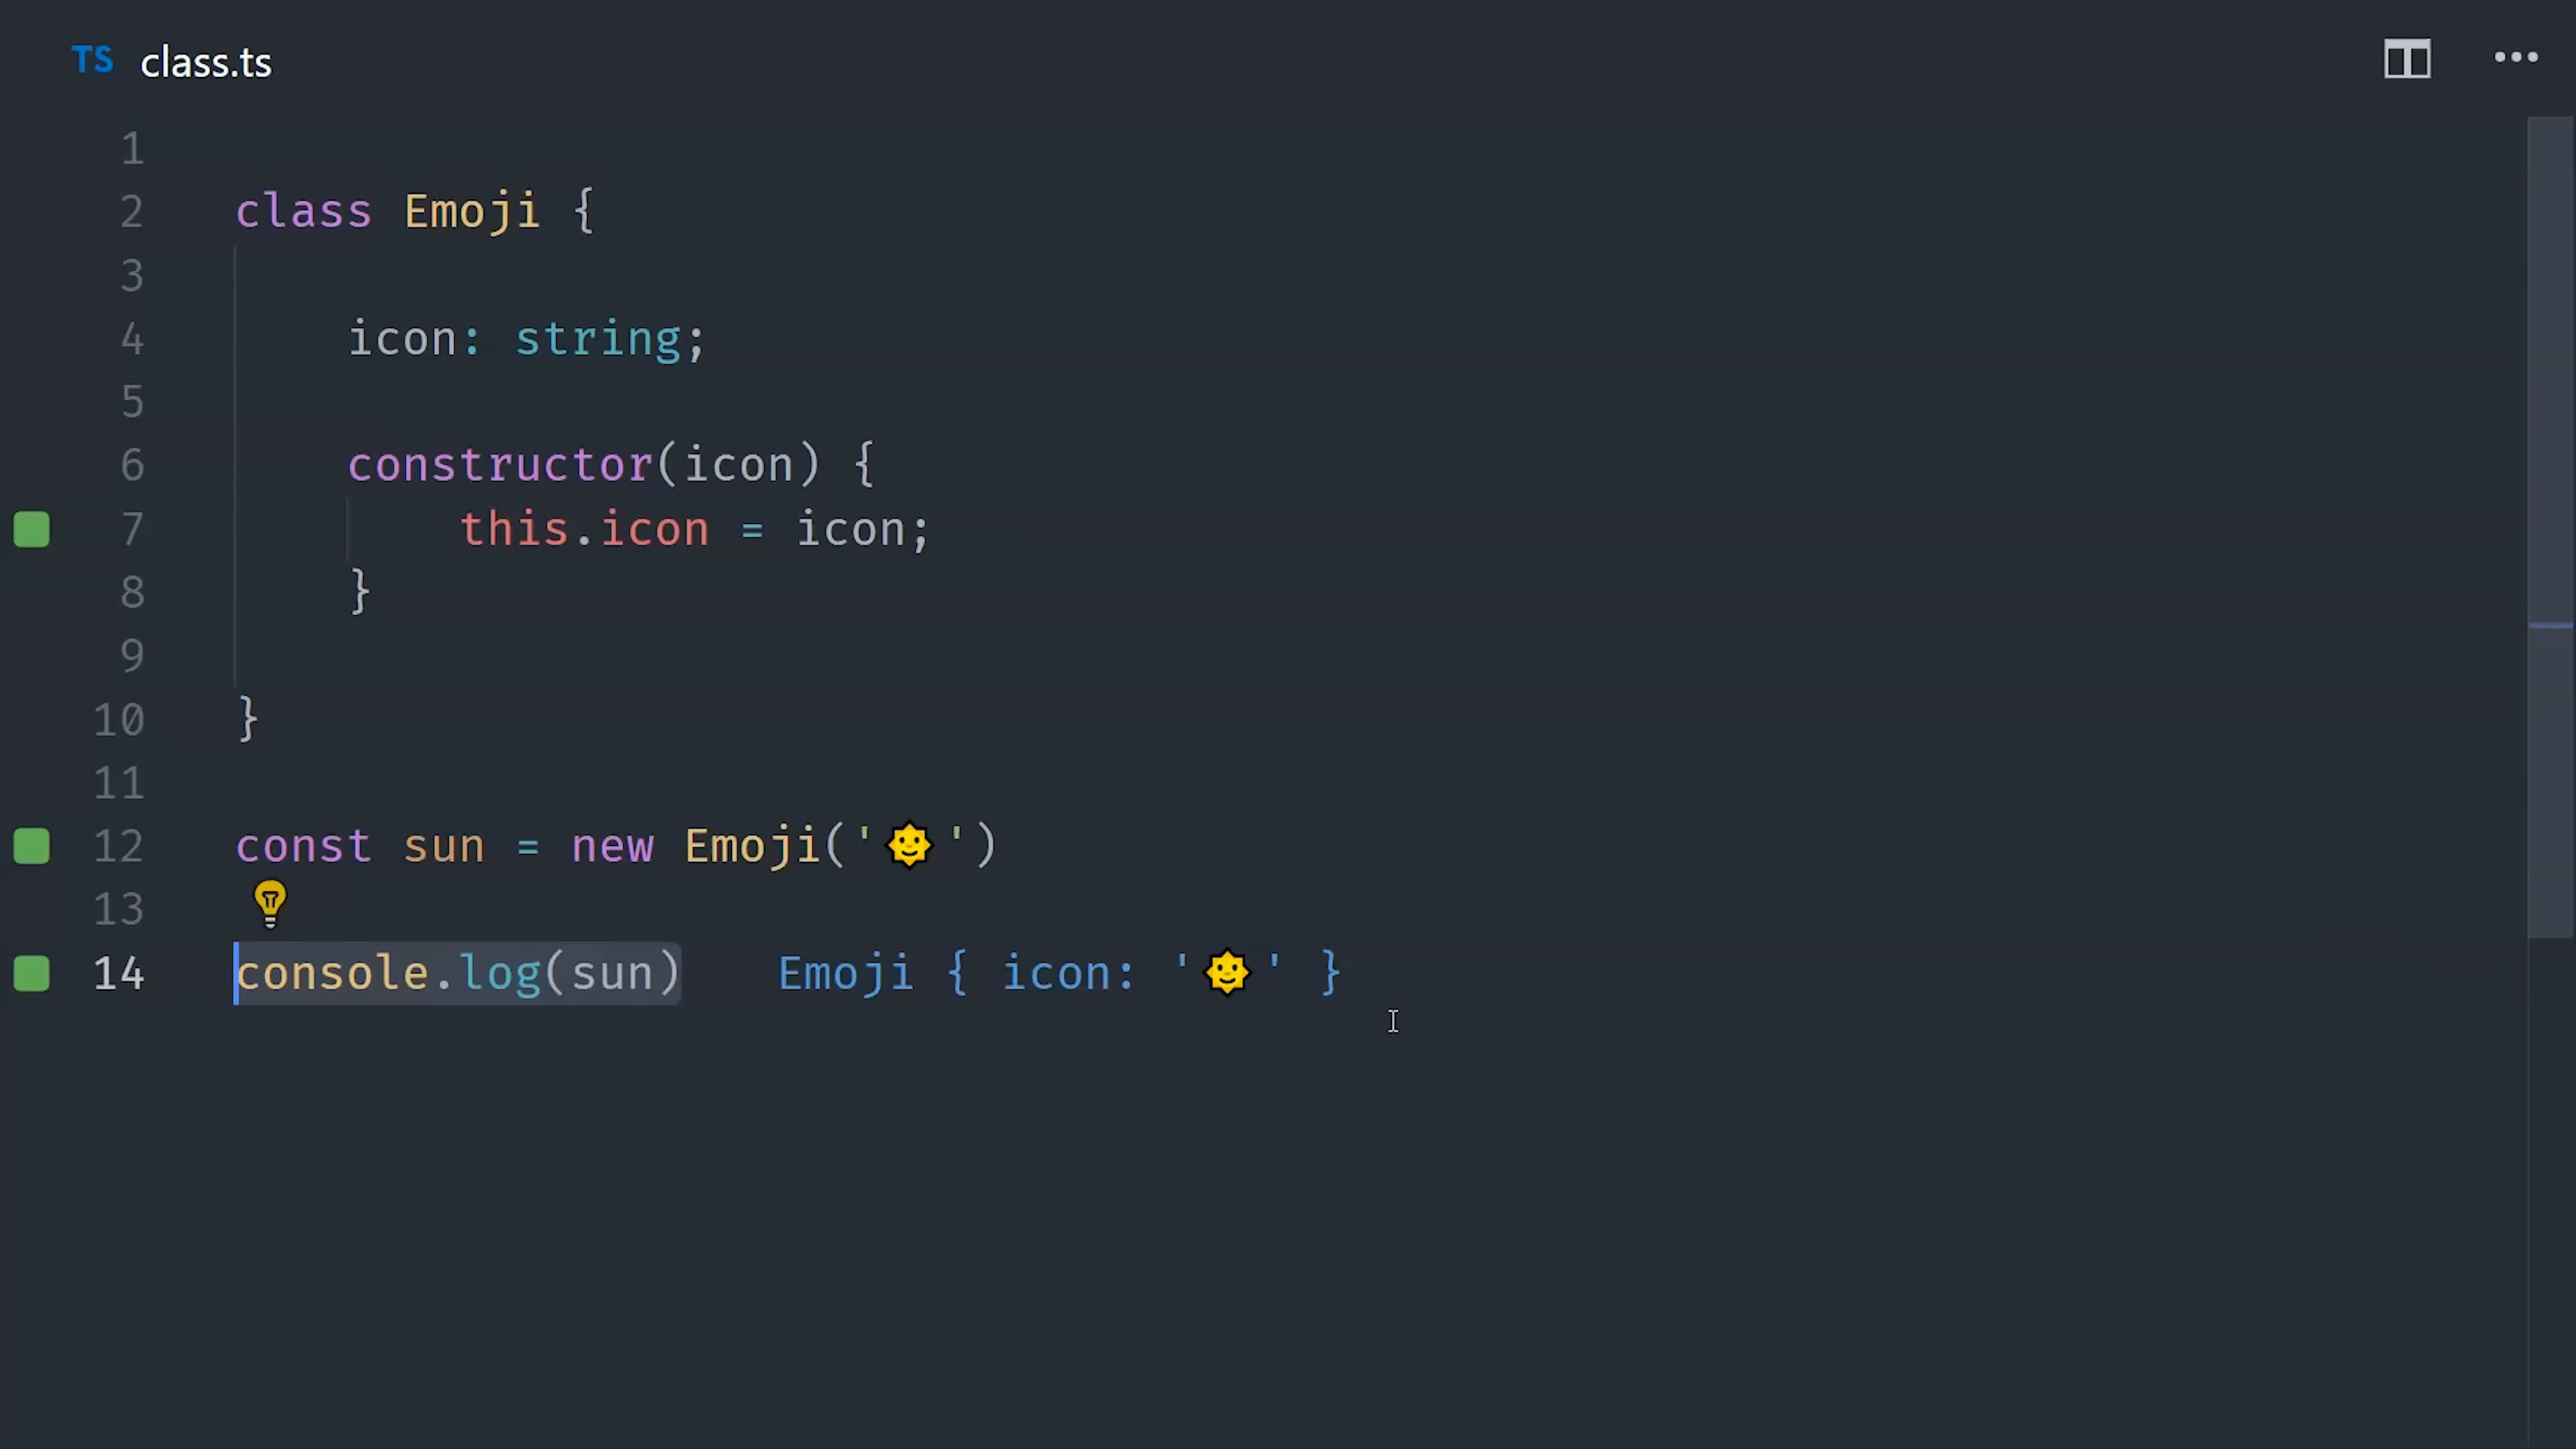 TS class.ts
1
2 class Emoji {
3
4 icon: string;
5
6 constructor(icon) {
7 this.icon = icon;
8 }
9
10 }
11
12 const sun = new Emoji('🌞')
13
14 console.log(sun) Emoji { icon: '🌞' }